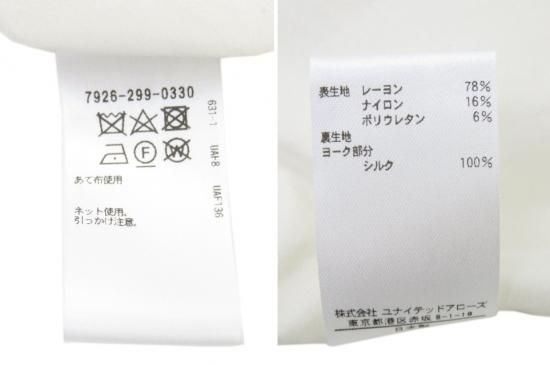 7926-299-0330
F W
あて布使用
ネット使用。
引っかけ注意。
631-1 UAF8 UAF136
表生地 レーヨン 78%
ナイロン 16%
ポリウレタン 6%
裏生地
ヨーク部分
シルク 100%
株式会社 ユナイテッドアローズ
東京都港区赤坂 8-1-19
日本製